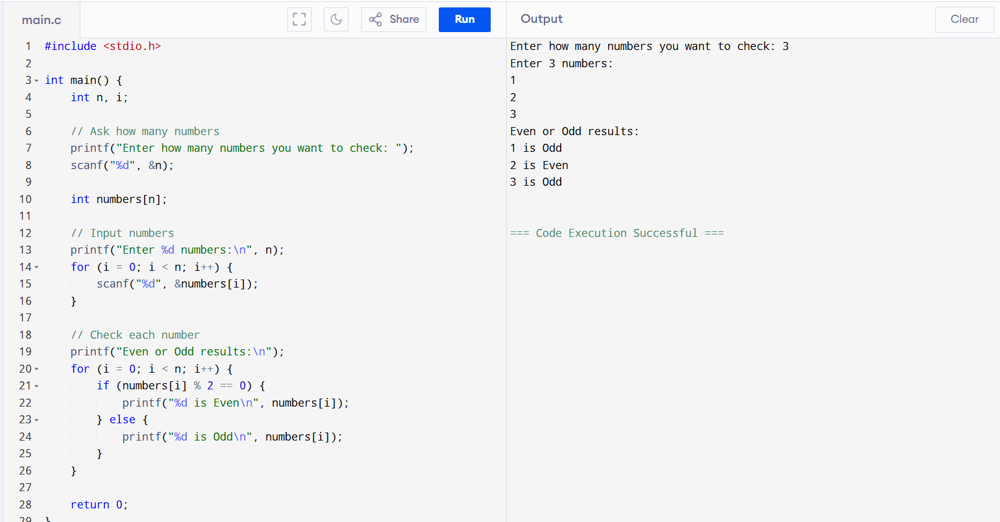 main.c
Share
Run
Output
Clear
1 #include <stdio.h>
2
3 int main() {
4     int n, i;
5
6     // Ask how many numbers
7     printf("Enter how many numbers you want to check: ");
8     scanf("%d", &n);
9
10     int numbers[n];
11
12     // Input numbers
13     printf("Enter %d numbers:\n", n);
14     for (i = 0; i < n; i++) {
15         scanf("%d", &numbers[i]);
16     }
17
18     // Check each number
19     printf("Even or Odd results:\n");
20     for (i = 0; i < n; i++) {
21         if (numbers[i] % 2 == 0) {
22             printf("%d is Even\n", numbers[i]);
23         } else {
24             printf("%d is Odd\n", numbers[i]);
25         }
26     }
27
28     return 0;
29 }
Enter how many numbers you want to check: 3
Enter 3 numbers:
1
2
3
Even or Odd results:
1 is Odd
2 is Even
3 is Odd
=== Code Execution Successful ===